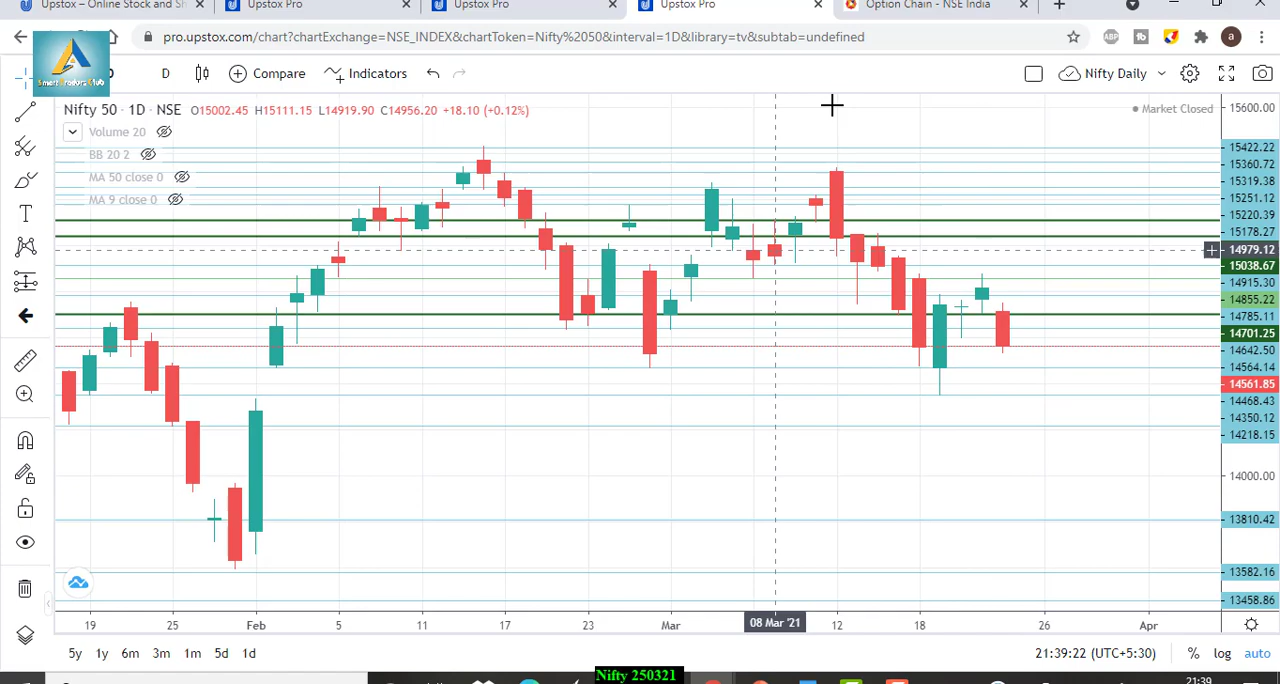 Upstox – Online Stock and Sh
Upstox Pro
Upstox Pro
Upstox Pro
Option Chain - NSE India
pro.upstox.com/chart?chartExchange=NSE_INDEX&chartToken=Nifty%2050&interval=1D&library=tv&subtab=undefined
ABP
a
Smart Traders Club
D
Compare
Indicators
Nifty Daily
Nifty 50 · 1D · NSE O15002.45 H15111.15 L14919.90 C14956.20 +18.10 (+0.12%)
Market Closed
Volume 20
BB 20 2
MA 50 close 0
MA 9 close 0
15600.00
15422.22
15360.72
15319.38
15251.12
15220.39
15178.27
14979.12
15038.67
14915.30
14855.22
14785.11
14701.25
14642.50
14564.14
14561.85
14468.43
14350.12
14218.15
14000.00
13810.42
13582.16
13458.86
19 25 Feb 5 11 17 23 Mar 08 Mar '21 12 18 26 Apr
5y 1y 6m 3m 1m 5d 1d
21:39:22 (UTC+5:30) % log auto
Nifty 250321
21:39